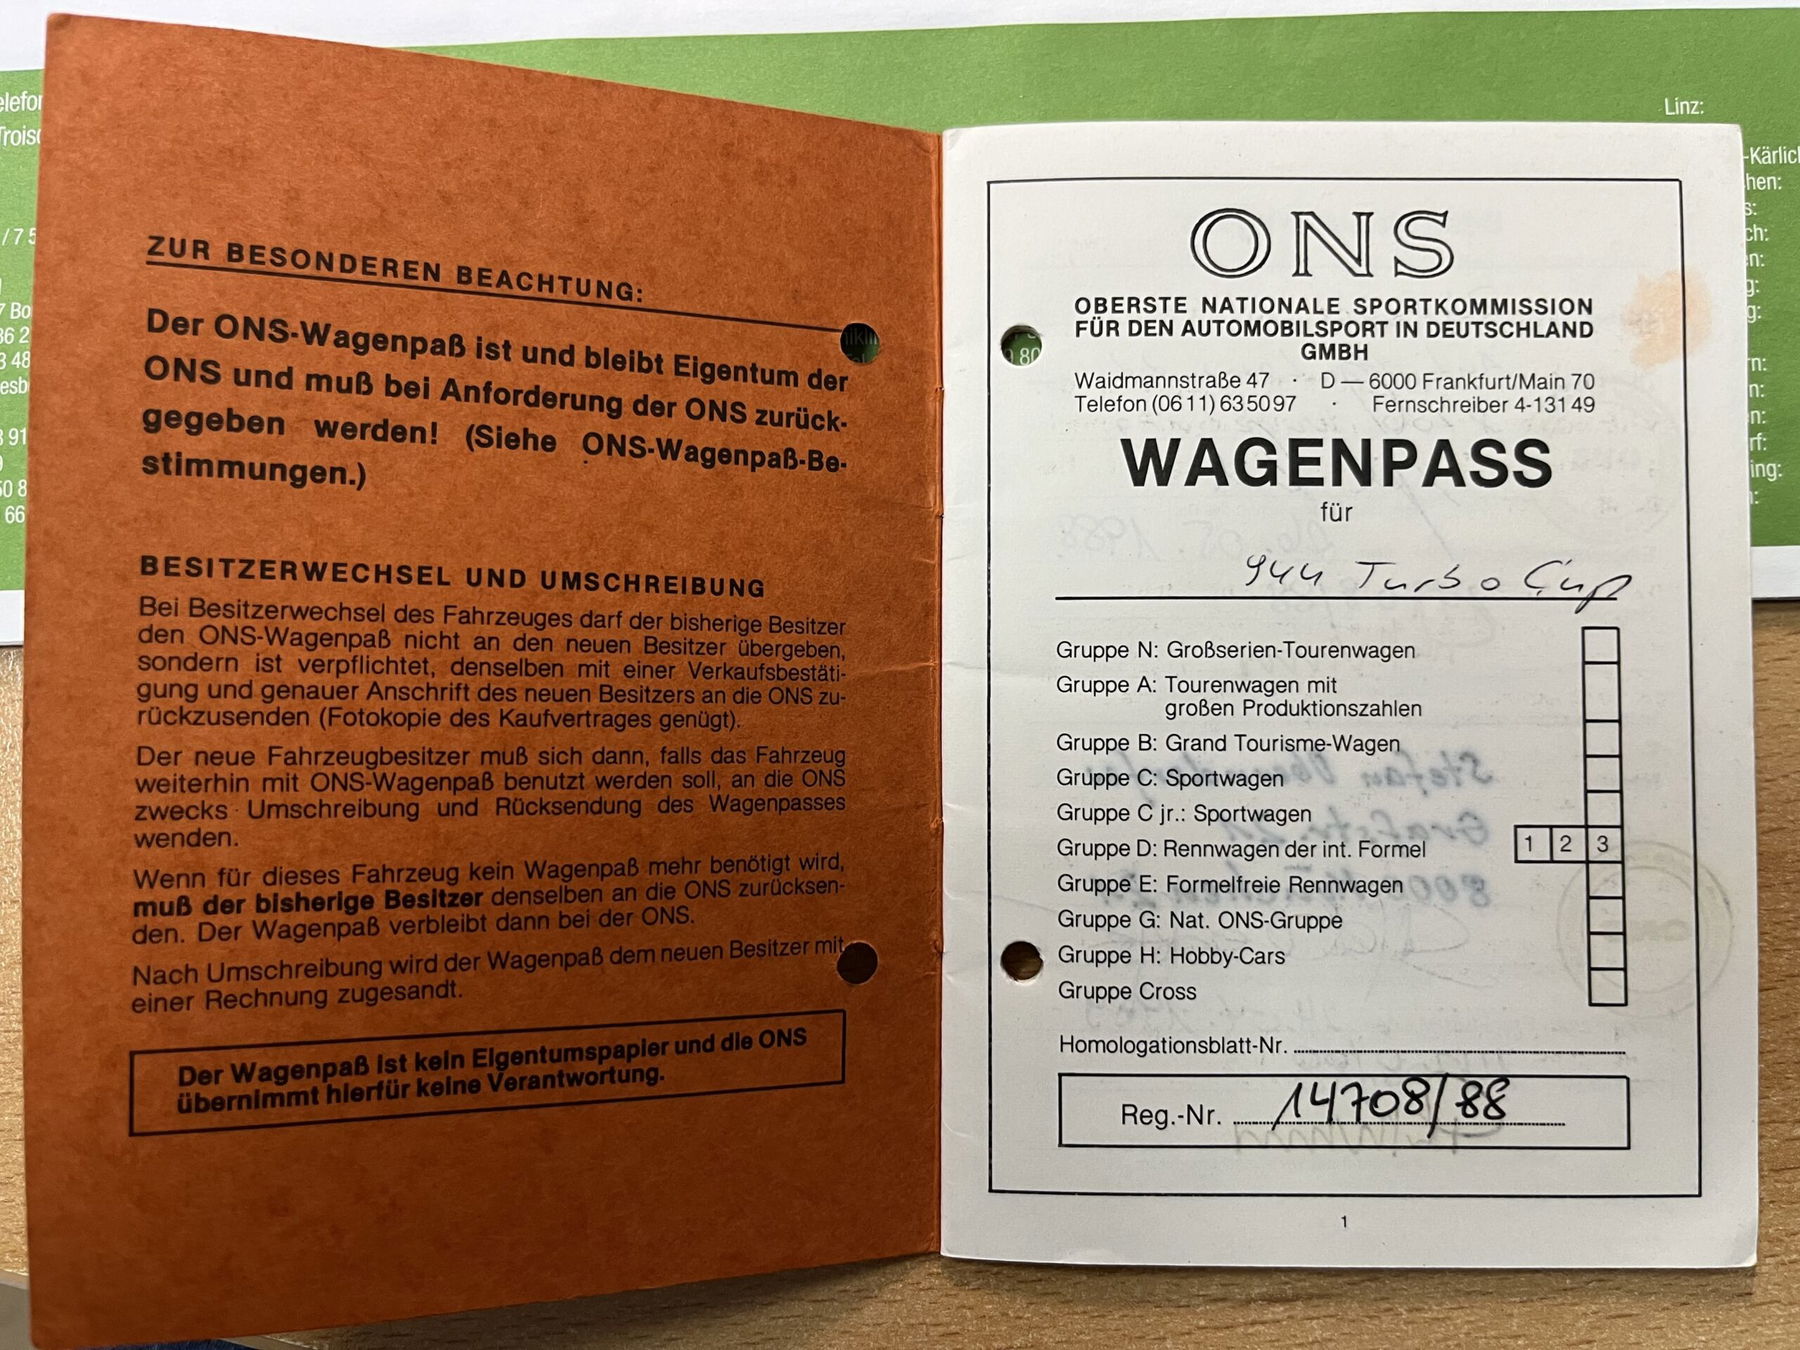 ZUR BESONDEREN BEACHTUNG:
Der ONS-Wagenpaß ist und bleibt Eigentum der
ONS und muß bei Anforderung der ONS zurück-
gegeben werden! (Siehe ONS-Wagenpaß-Be-
stimmungen.)
BESITZERWECHSEL UND UMSCHREIBUNG
Bei Besitzerwechsel des Fahrzeuges darf der bisherige Besitzer
den ONS-Wagenpaß nicht an den neuen Besitzer übergeben,
sondern ist verpflichtet, denselben mit einer Verkaufsbestäti-
gung und genauer Anschrift des neuen Besitzers an die ONS zu-
rückzusenden (Fotokopie des Kaufvertrages genügt).
Der neue Fahrzeugbesitzer muß sich dann, falls das Fahrzeug
weiterhin mit ONS-Wagenpaß benutzt werden soll, an die ONS
zwecks Umschreibung und Rücksendung des Wagenpasses
wenden.
Wenn für dieses Fahrzeug kein Wagenpaß mehr benötigt wird,
muß der bisherige Besitzer denselben an die ONS zurücksen-
den. Der Wagenpaß verbleibt dann bei der ONS.
Nach Umschreibung wird der Wagenpaß dem neuen Besitzer mit
einer Rechnung zugesandt.
Der Wagenpaß ist kein Eigentumspapier und die ONS
übernimmt hierfür keine Verantwortung.
ONS
OBERSTE NATIONALE SPORTKOMMISSION
FÜR DEN AUTOMOBILSPORT IN DEUTSCHLAND
GMBH
Waidmannstraße 47 · D — 6000 Frankfurt/Main 70
Telefon (06 11) 63 50 97 · Fernschreiber 4-131 49
WAGENPASS
für
944 Turbo Cup
Gruppe N: Großserien-Tourenwagen
Gruppe A: Tourenwagen mit
großen Produktionszahlen
Gruppe B: Grand Tourisme-Wagen
Gruppe C: Sportwagen
Gruppe C jr.: Sportwagen
Gruppe D: Rennwagen der int. Formel 1 2 3
Gruppe E: Formelfreie Rennwagen
Gruppe G: Nat. ONS-Gruppe
Gruppe H: Hobby-Cars
Gruppe Cross
Homologationsblatt-Nr.
Reg.-Nr. 14708/88
1
Linz: